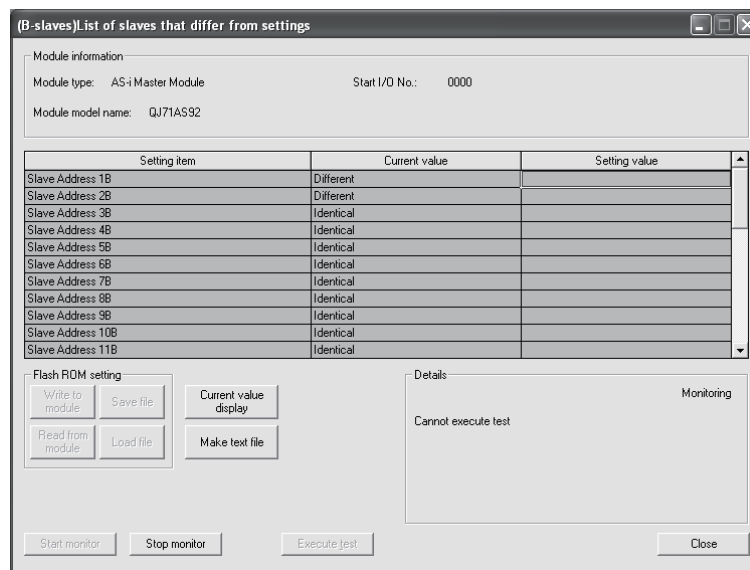 (B-slaves)List of slaves that differ from settings
Module information
Module type: AS-i Master Module Start I/O No.: 0000
Module model name: QJ71AS92
Setting item Current value Setting value
Slave Address 1B Different
Slave Address 2B Different
Slave Address 3B Identical
Slave Address 4B Identical
Slave Address 5B Identical
Slave Address 6B Identical
Slave Address 7B Identical
Slave Address 8B Identical
Slave Address 9B Identical
Slave Address 10B Identical
Slave Address 11B Identical
Flash ROM setting
Write to
module
Save file
Current value
display
Read from
module
Load file
Make text file
Details
Monitoring
Cannot execute test
Start monitor Stop monitor Execute test Close